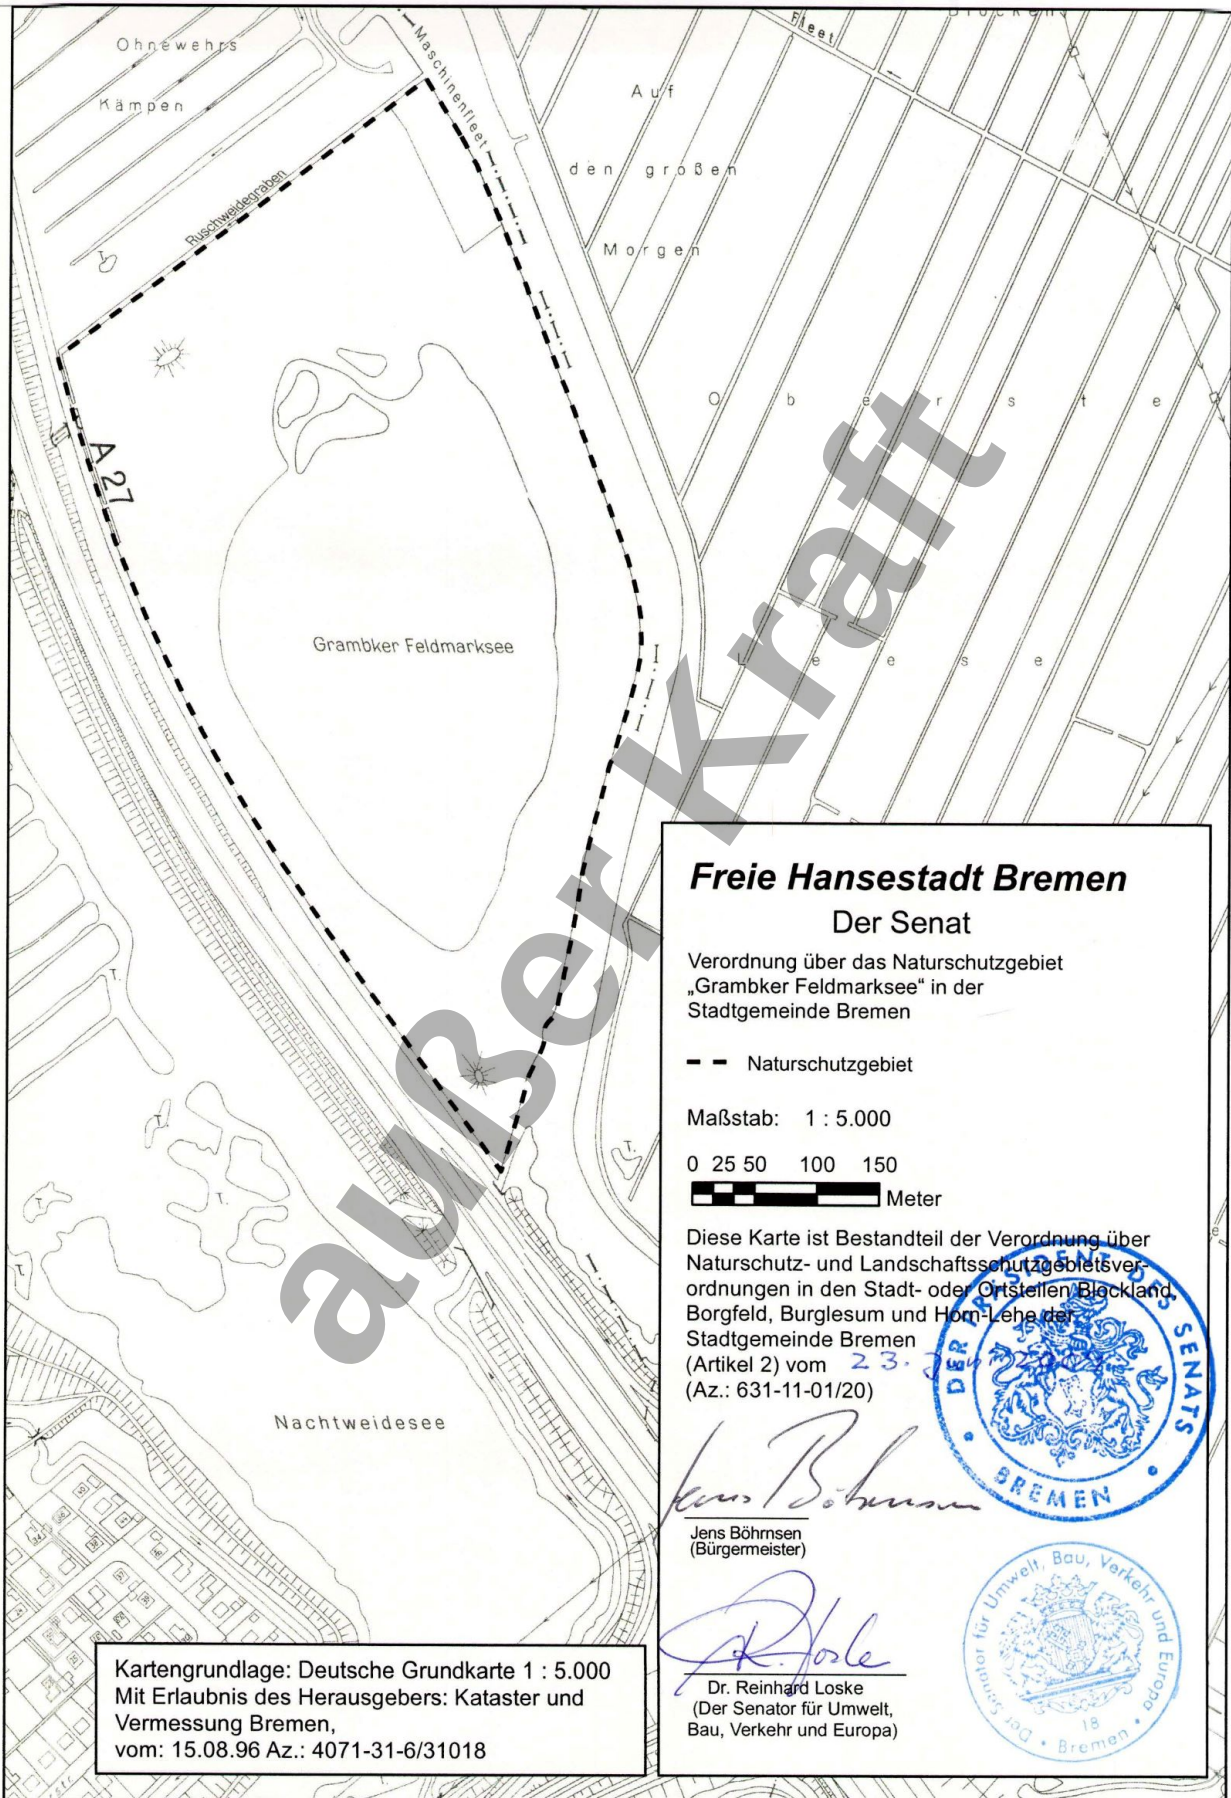 Ohnewehrs
Kämpen
Ruschweidegraben
Maschinenfleet
Fleet
Auf
den großen
Morgen
Oberste
Leese
A 27
Grambker Feldmarksee
Nachtweidesee
außer Kraft
Freie Hansestadt Bremen
Der Senat
Verordnung über das Naturschutzgebiet
„Grambker Feldmarksee“ in der
Stadtgemeinde Bremen
Naturschutzgebiet
Maßstab: 1 : 5.000
0 25 50 100 150
Meter
Diese Karte ist Bestandteil der Verordnung über
Naturschutz- und Landschaftsschutzgebietsver-
ordnungen in den Stadt- oder Ortsteilen Blockland,
Borgfeld, Burglesum und Horn-Lehe der
Stadtgemeinde Bremen
(Artikel 2) vom 23.
(Az.: 631-11-01/20)
DER PRÄSIDENT DES SENATS
BREMEN
Jens Böhrnsen
Jens Böhrnsen
(Bürgermeister)
R. Loske
Dr. Reinhard Loske
(Der Senator für Umwelt,
Bau, Verkehr und Europa)
Der Senator für Umwelt, Bau, Verkehr und Europa
18
Bremen
Kartengrundlage: Deutsche Grundkarte 1 : 5.000
Mit Erlaubnis des Herausgebers: Kataster und
Vermessung Bremen,
vom: 15.08.96 Az.: 4071-31-6/31018